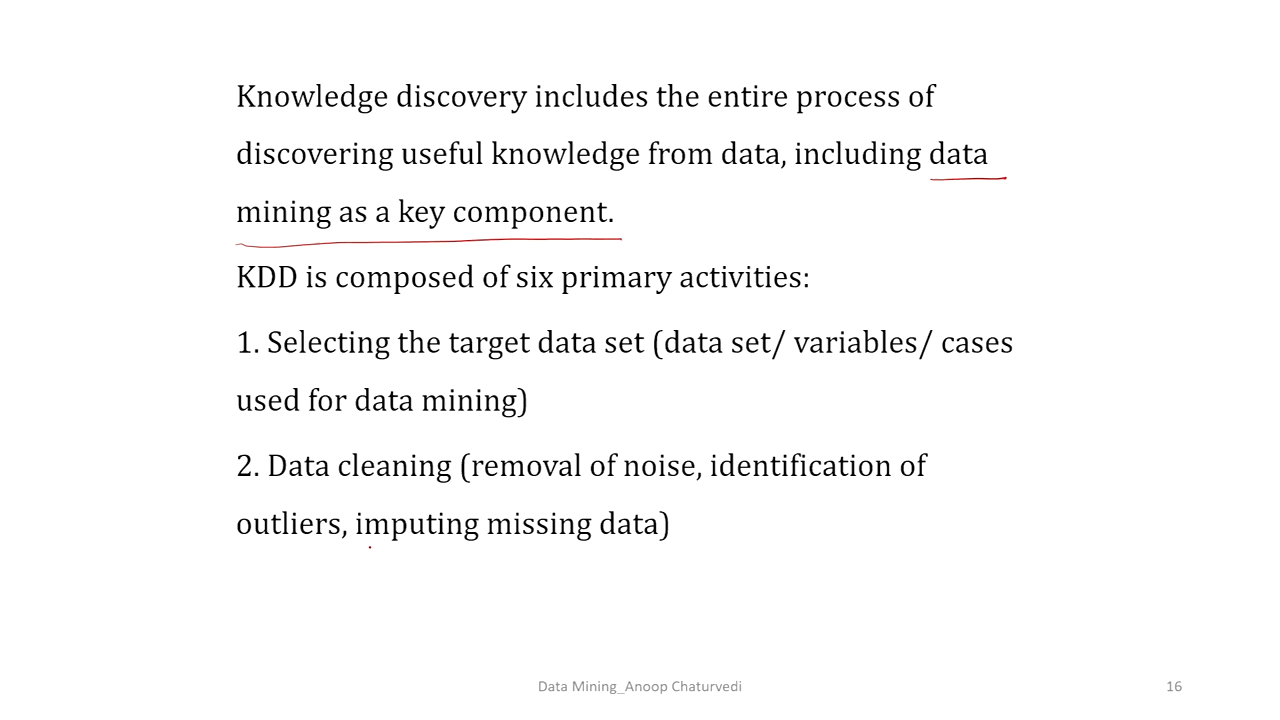 Knowledge discovery includes the entire process of
discovering useful knowledge from data, including data
mining as a key component.
KDD is composed of six primary activities:
1. Selecting the target data set (data set/ variables/ cases
used for data mining)
2. Data cleaning (removal of noise, identification of
outliers, imputing missing data)
Data Mining_Anoop Chaturvedi
16